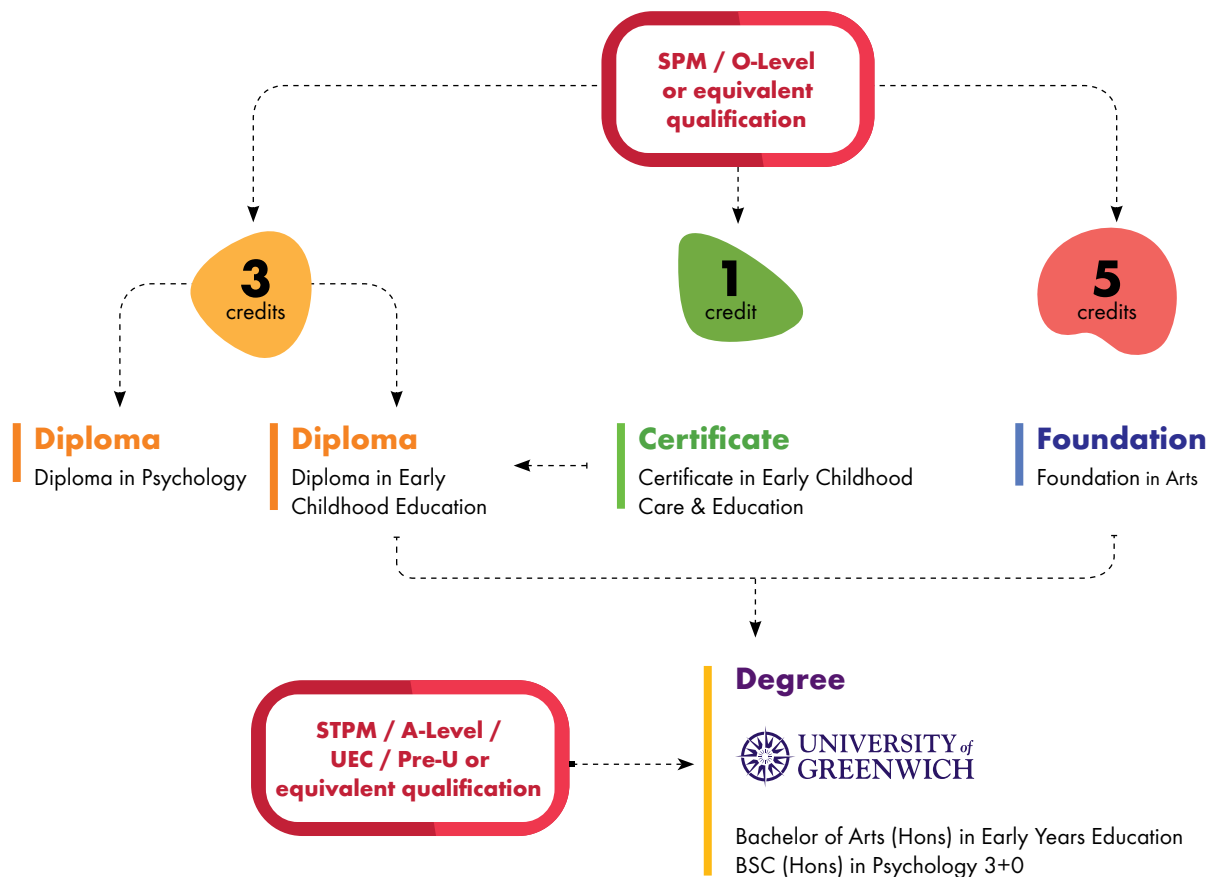 SPM / O-Level
or equivalent
qualification
3
credits
1
credit
5
credits
Diploma
Diploma in Psychology
Diploma
Diploma in Early
Childhood Education
Certificate
Certificate in Early Childhood
Care & Education
Foundation
Foundation in Arts
STPM / A-Level /
UEC / Pre-U or
equivalent qualification
Degree
UNIVERSITY of
GREENWICH
Bachelor of Arts (Hons) in Early Years Education
BSC (Hons) in Psychology 3+0